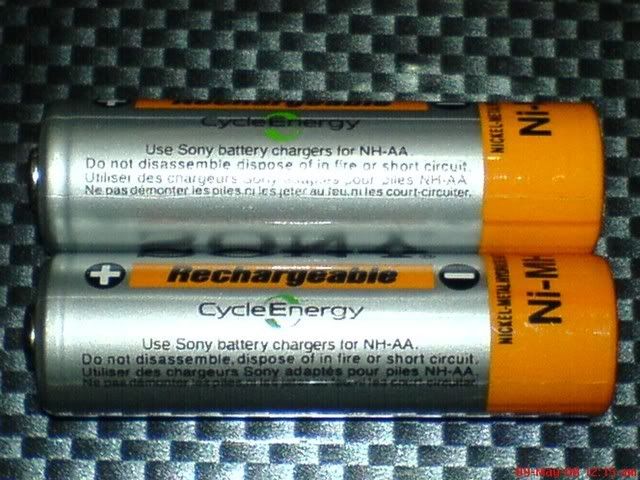 Rechargeable
CycleEnergy
Use Sony battery chargers for NH-AA.
Do not disassemble dispose of in fire or short circuit.
Utiliser des chargeurs Sony adaptés pour piles NH-AA
Ne pas démonter les piles, ni les jeter au feu, ni les court-circuiter.
Ni-
+ Rechargeable -
CycleEnergy
Use Sony battery chargers for NH-AA.
Do not disassemble, dispose of in fire or short circuit.
Utiliser des chargeurs Sony adaptés pour piles NH-AA.
Ne pas démonter les piles, ni les jeter au feu, ni les court-circuiter
NICKEL-METAL
Ni-MH